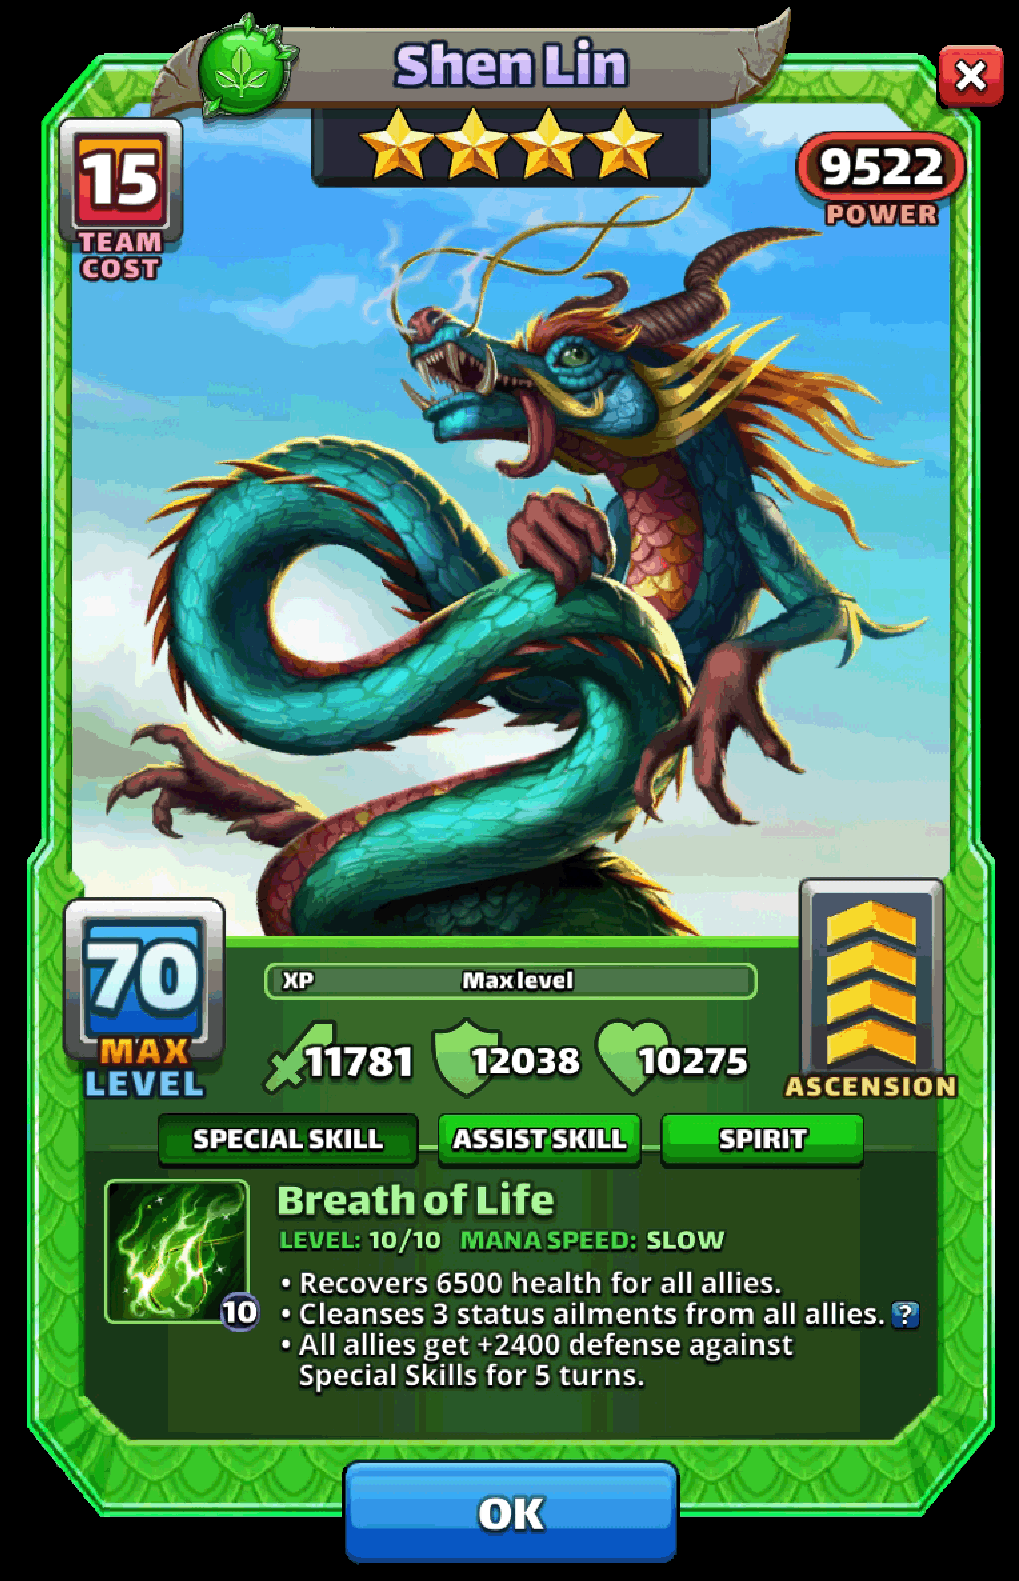 Shen Lin
15
TEAM
COST
9522
POWER
70
MAX
LEVEL
XP Max level
11781 12038 10275
ASCENSION
SPECIAL SKILL ASSIST SKILL SPIRIT
Breath of Life
LEVEL: 10/10 MANA SPEED: SLOW
10
• Recovers 6500 health for all allies.
• Cleanses 3 status ailments from all allies. ?
• All allies get +2400 defense against
Special Skills for 5 turns.
OK